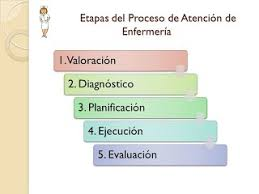 Etapas del Proceso de Atención de
Enfermería
1.Valoración
2. Diagnóstico
3. Planificación
4. Ejecución
5. Evaluación